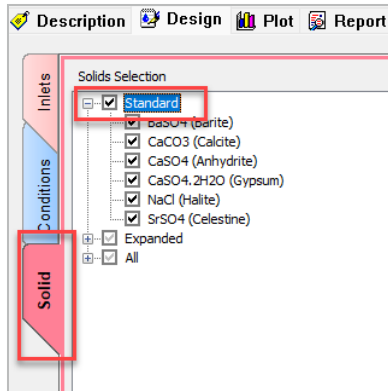 Description Design Plot Report
Inlets
Conditions
Solid
Solids Selection
Standard
BaSO4 (Barite)
CaCO3 (Calcite)
CaSO4 (Anhydrite)
CaSO4.2H2O (Gypsum)
NaCl (Halite)
SrSO4 (Celestine)
Expanded
All